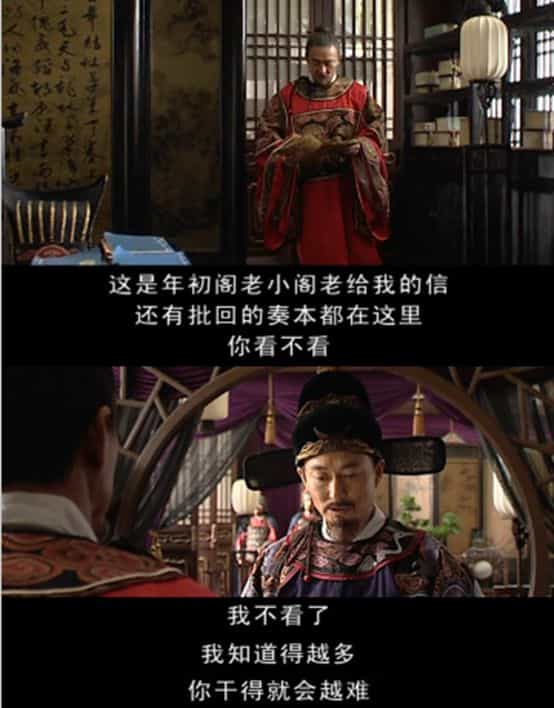 这是年初阁老小阁老给我的信
还有批回的奏本都在这里
你看不看
我不看了
我知道得越多
你干得就会越难